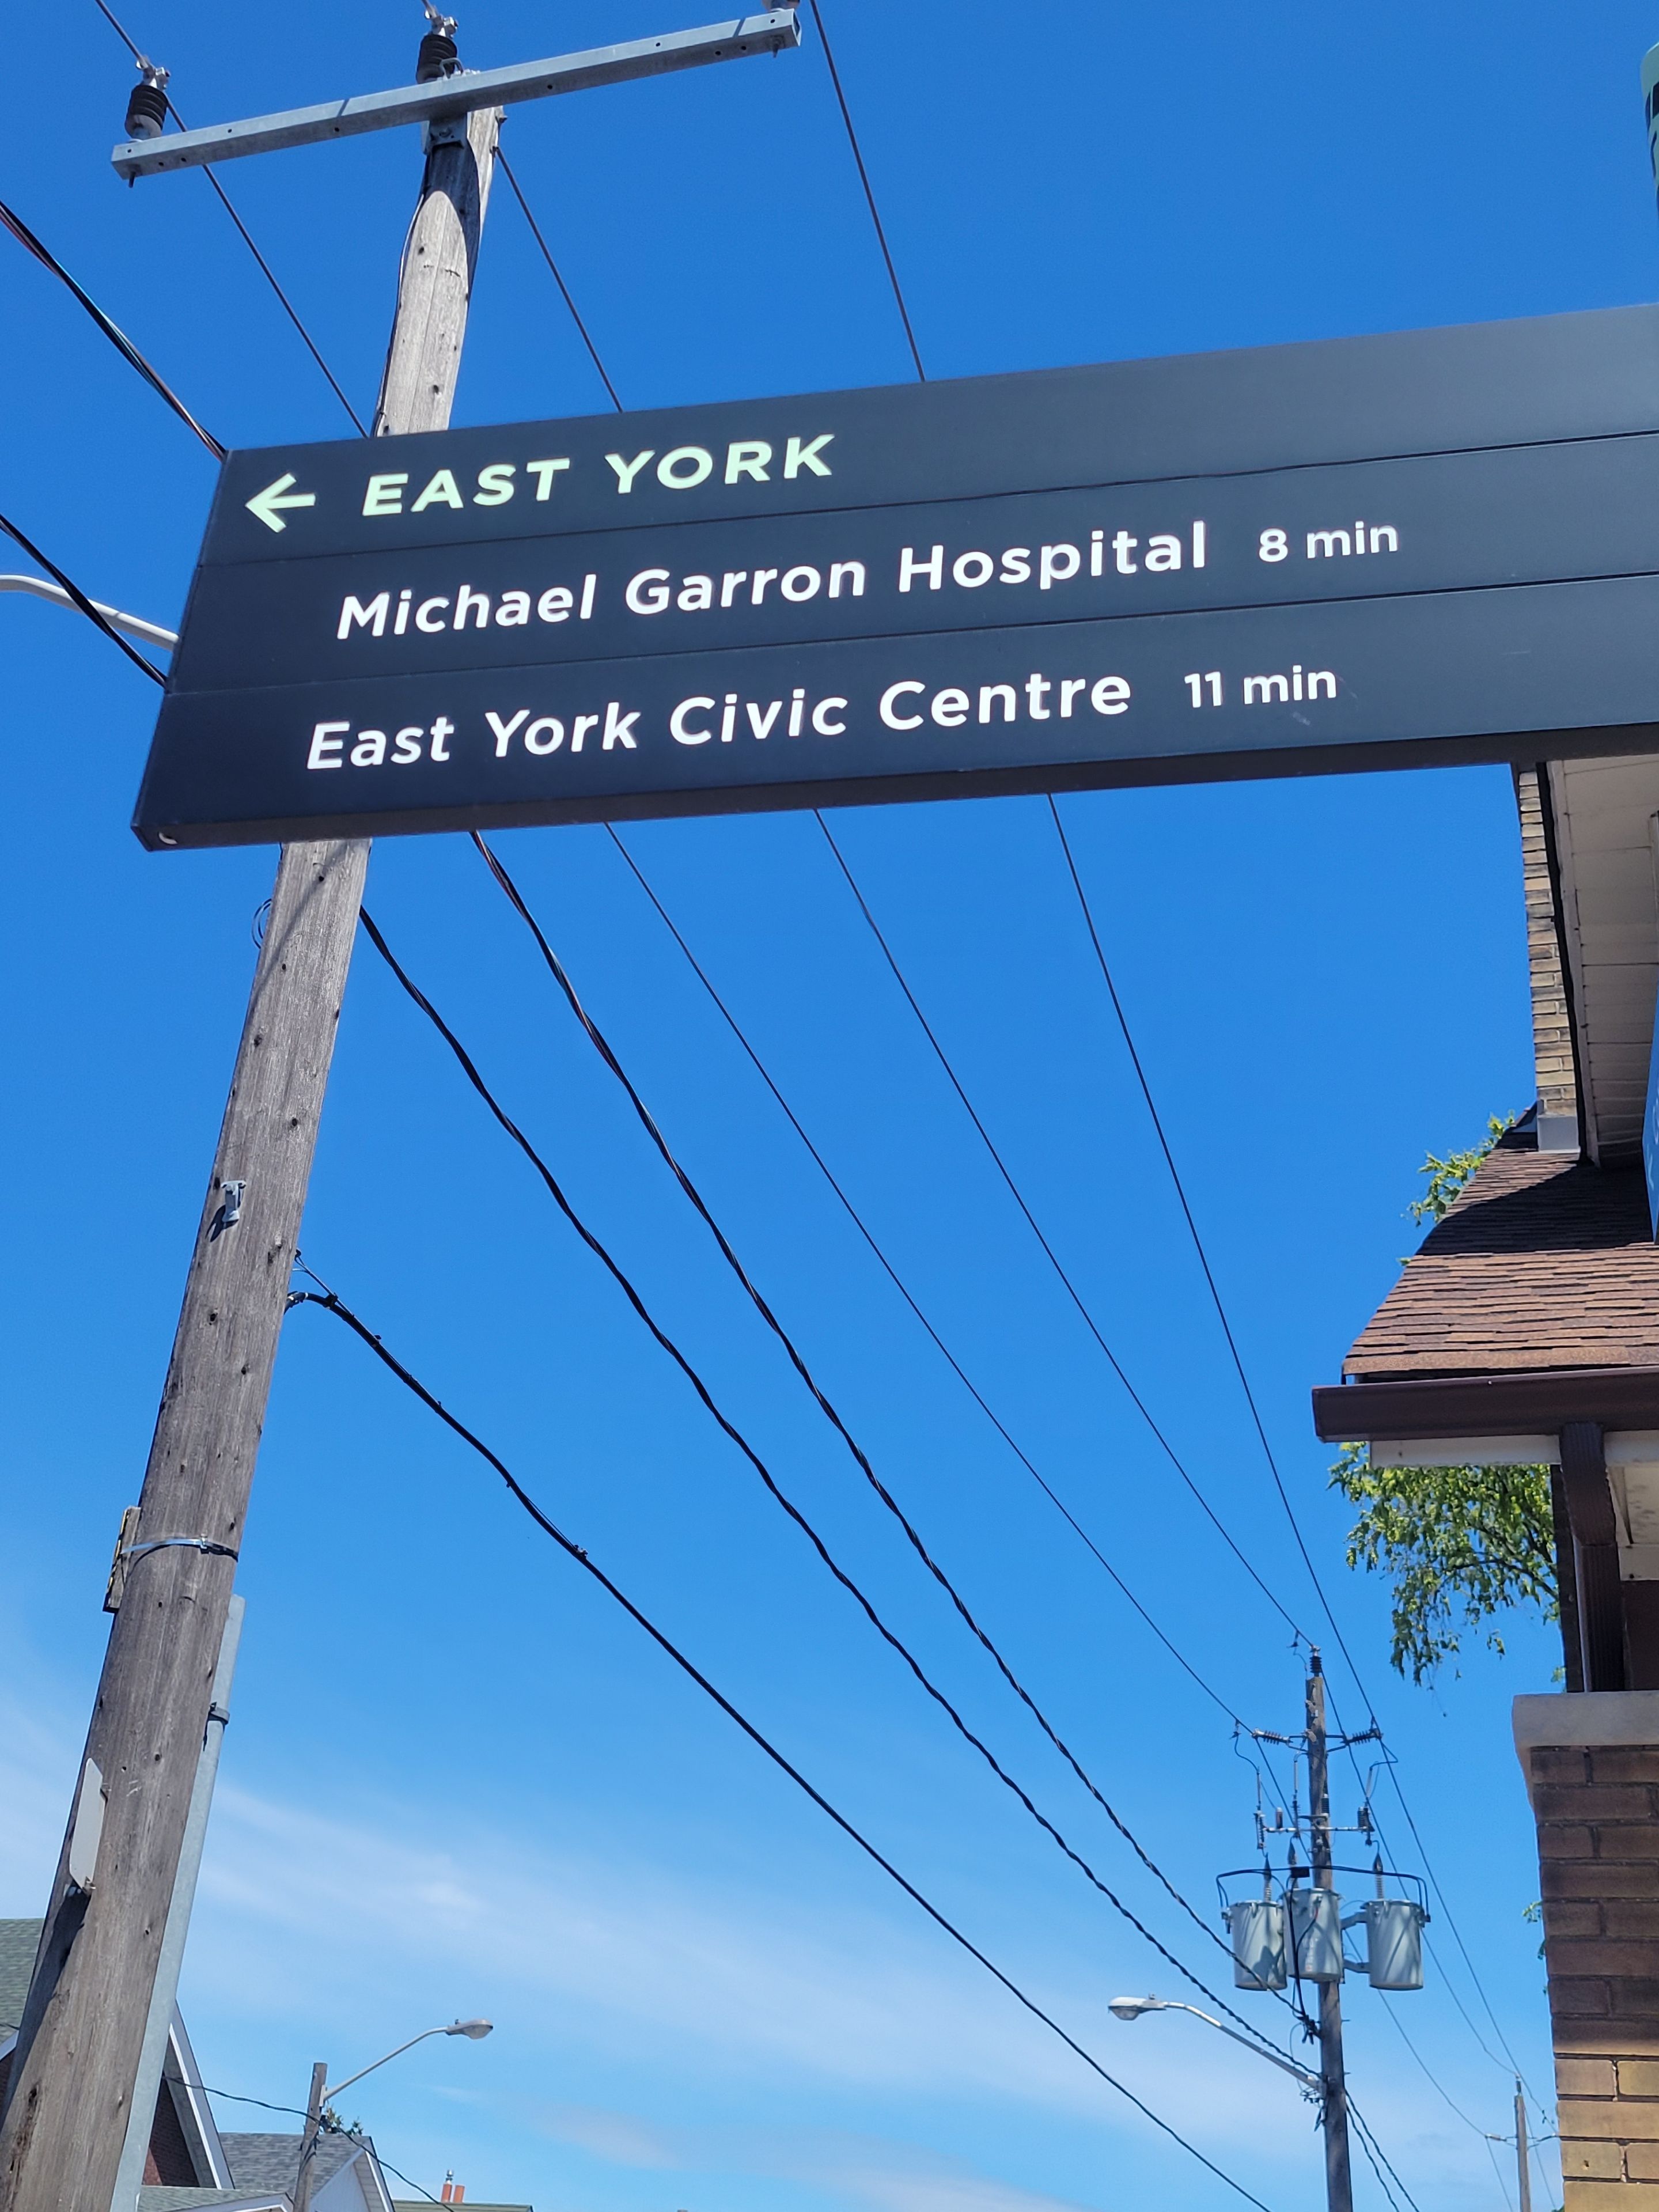 ← EAST YORK
Michael Garron Hospital 8 min
East York Civic Centre 11 min